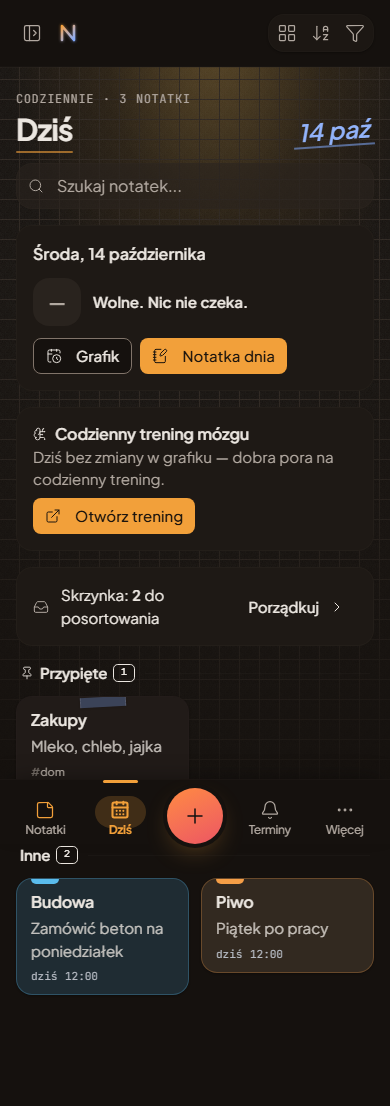 N
CODZIENNIE · 3 NOTATKI
Dziś
14 paź
Szukaj notatek...
Środa, 14 października
— Wolne. Nic nie czeka.
Grafik
Notatka dnia
Codzienny trening mózgu
Dziś bez zmiany w grafiku — dobra pora na
codzienny trening.
Otwórz trening
Skrzynka: 2 do
posortowania
Porządkuj
Przypięte 1
Zakupy
Mleko, chleb, jajka
#dom
Notatki
Dziś
Terminy
Więcej
Inne 2
Budowa
Zamówić beton na
poniedziałek
dziś 12:00
Piwo
Piątek po pracy
dziś 12:00